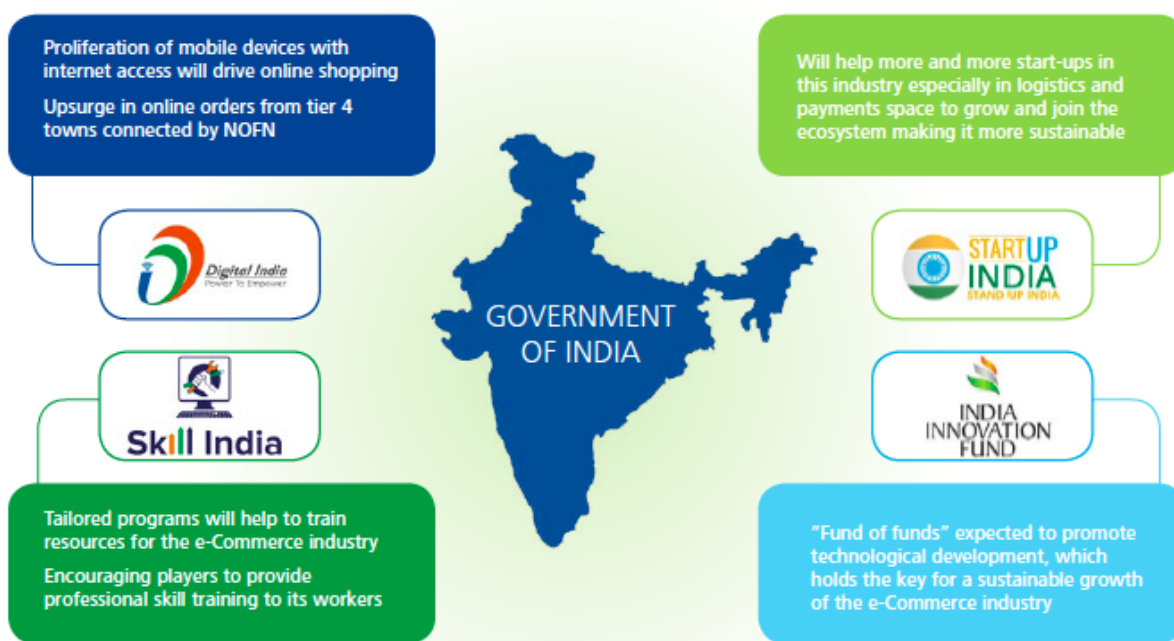 Proliferation of mobile devices with
internet access will drive online shopping
Upsurge in online orders from tier 4
towns connected by NOFN
Will help more and more start-ups in
this industry especially in logistics and
payments space to grow and join the
ecosystem making it more sustainable
Digital India
Power To Empower
STARTUP
INDIA
STAND UP INDIA
GOVERNMENT
OF INDIA
Skill India
INDIA
INNOVATION
FUND
Tailored programs will help to train
resources for the e-Commerce industry
Encouraging players to provide
professional skill training to its workers
"Fund of funds" expected to promote
technological development, which
holds the key for a sustainable growth
of the e-Commerce industry